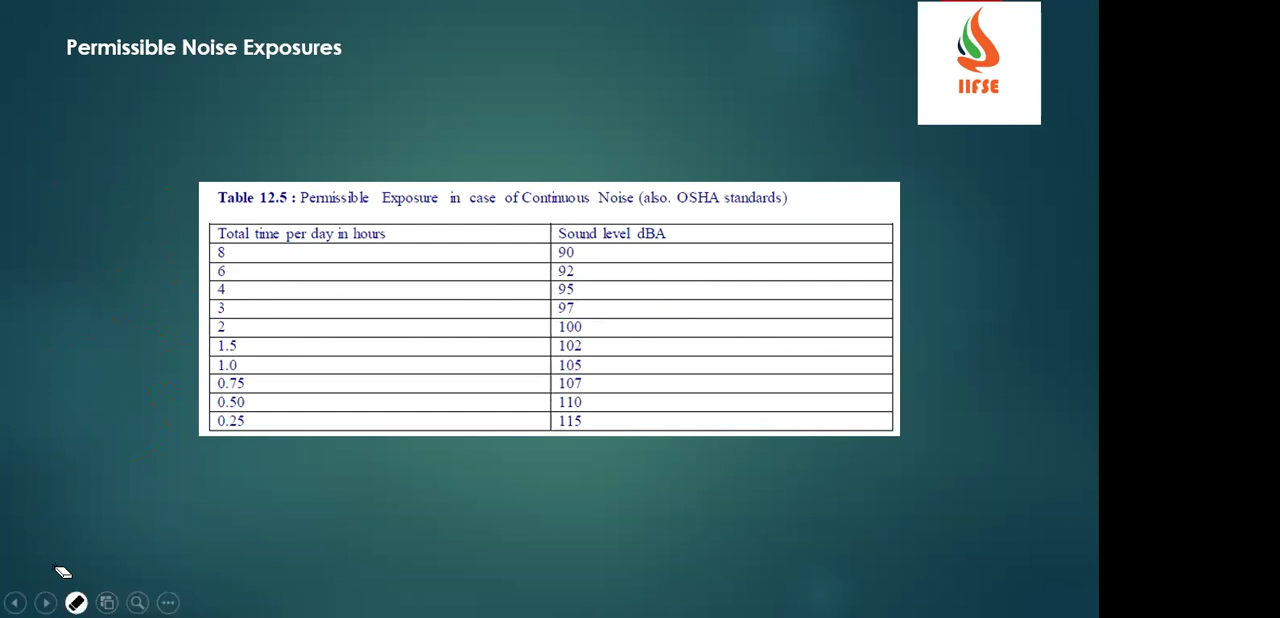 Permissible Noise Exposures
IIFSE
Table 12.5 : Permissible Exposure in case of Continuous Noise (also. OSHA standards)
Total time per day in hours Sound level dBA
8 90
6 92
4 95
3 97
2 100
1.5 102
1.0 105
0.75 107
0.50 110
0.25 115